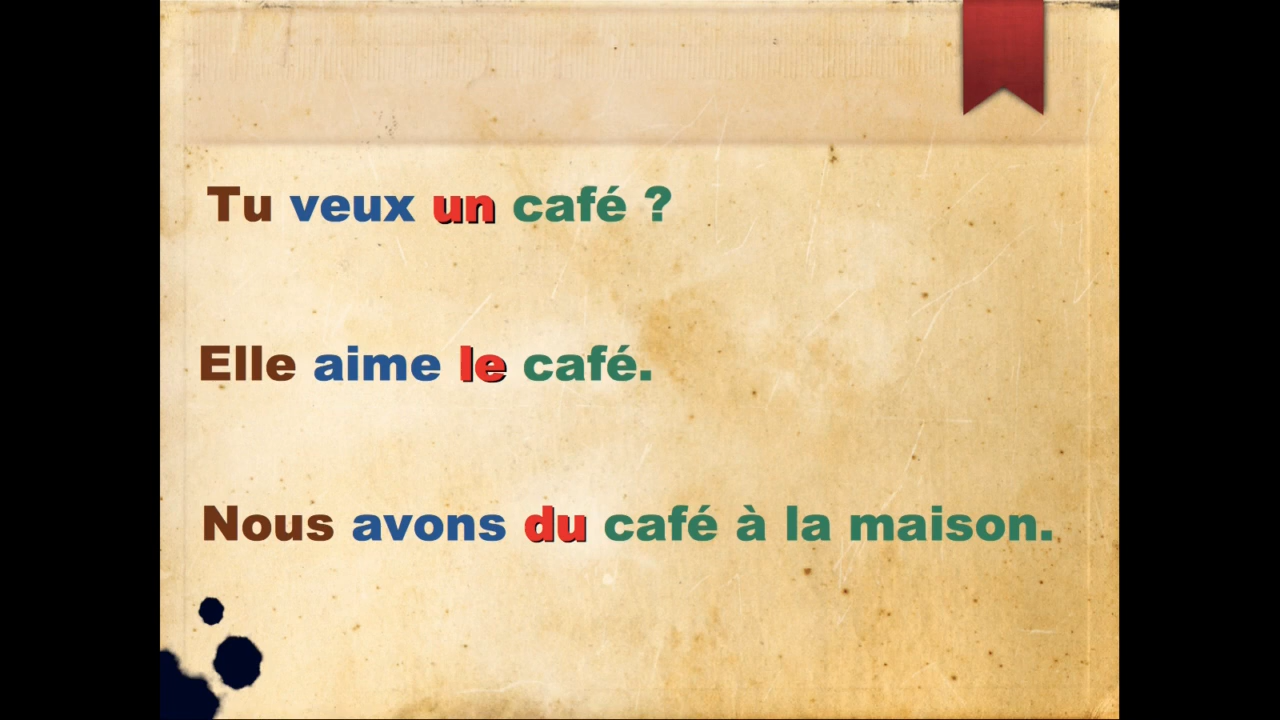 Tu veux un café ?
Elle aime le café.
Nous avons du café à la maison.